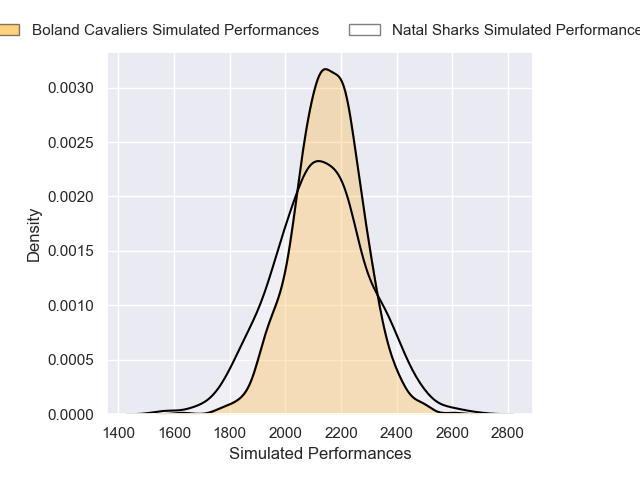 Boland Cavaliers Simulated Performances
Natal Sharks Simulated Performance
Density
0.0030
0.0025
0.0020
0.0015
0.0010
0.0005
0.0000
1400 1600 1800 2000 2200 2400 2600 2800
Simulated Performances